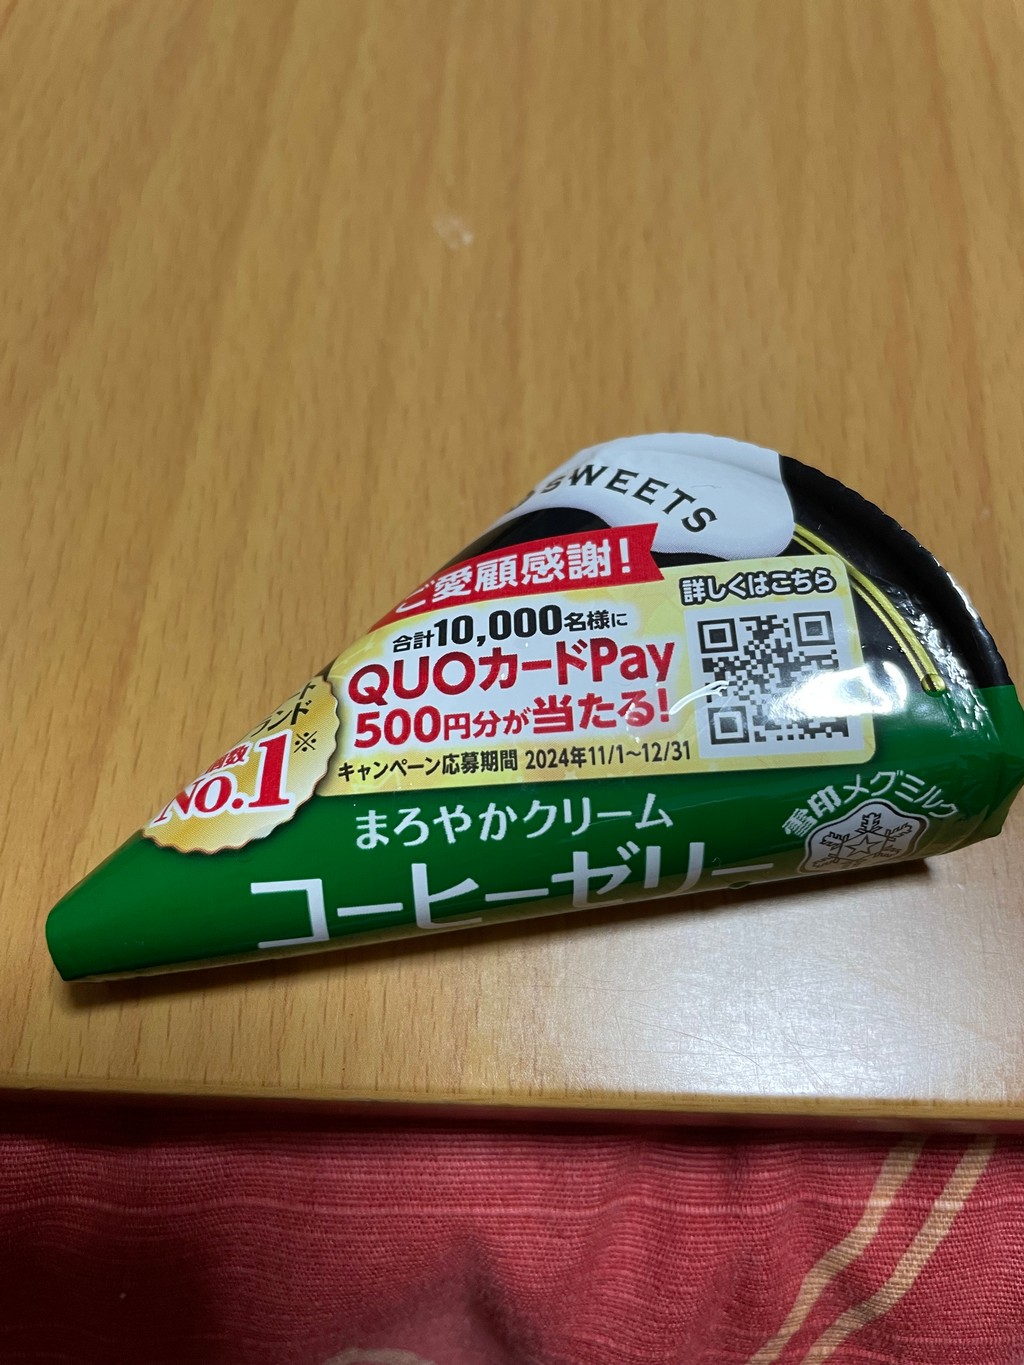 SWEETS
ご愛顧感謝!
合計10,000名様に
QUOカードPay
500円分が当たる!
キャンペーン応募期間 2024年11/1~12/31
詳しくはこちら
No.1※
まろやかクリーム
コーヒーゼリー
雪印メグミルク